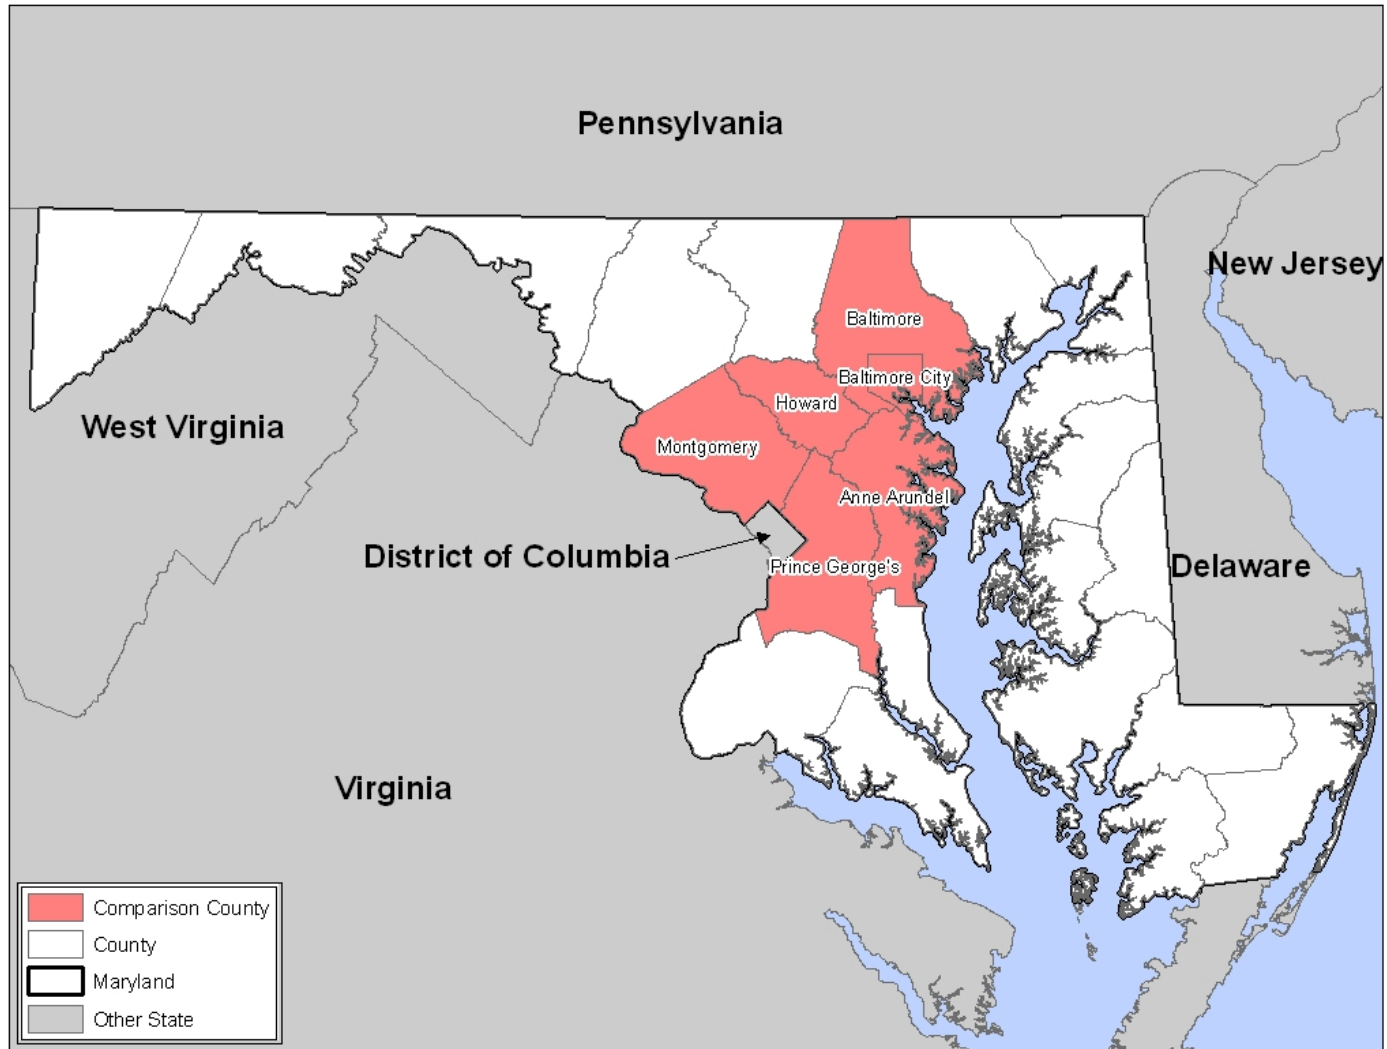 Pennsylvania
New Jersey
Baltimore
Baltimore City
Howard
West Virginia
Montgomery
Anne Arundel
District of Columbia
Prince George's
Delaware
Virginia
Comparison County
County
Maryland
Other State